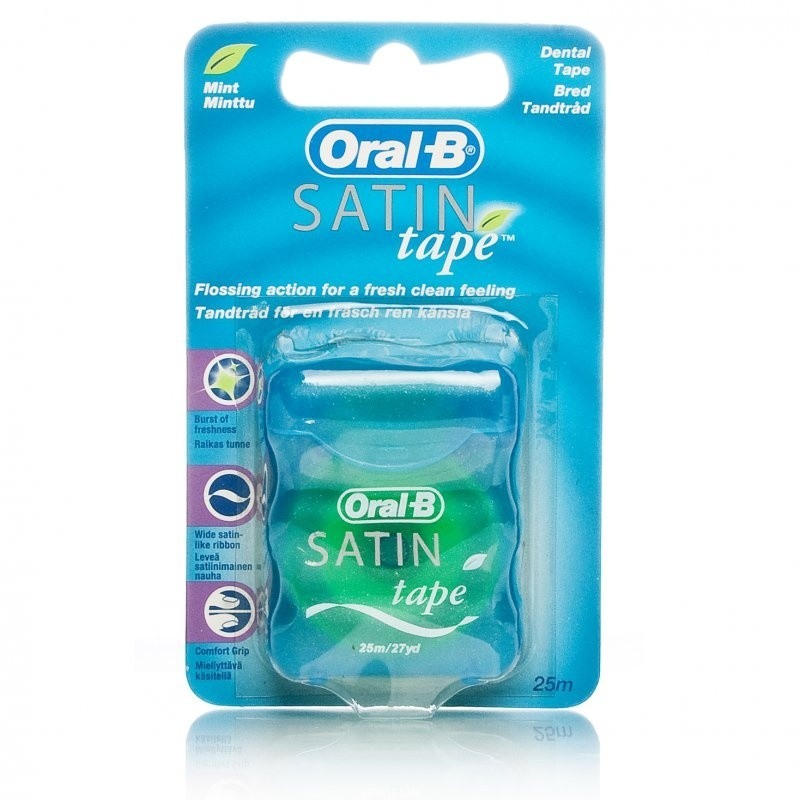 Mint
Minttu
Dental
Tape
Bred
Tandtråd
Oral-B®
SATIN
tape™
Flossing action for a fresh clean feeling
Tandtråd för en fräsch ren känsla
Burst of
freshness
Raikas tunne
Wide satin-
like ribbon
Leveä
satiinimainen
nauha
Comfort Grip
Miellyttävä
käsitellä
Oral-B
SATIN
tape
25m/27yd
25m